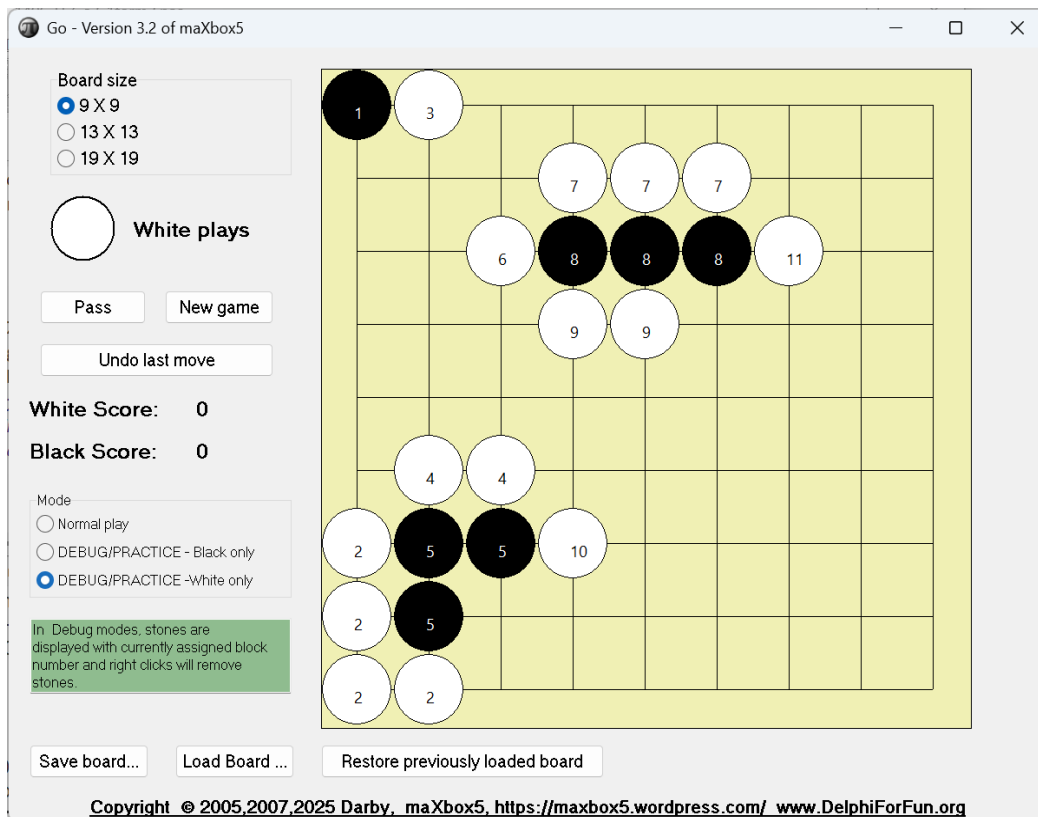 Go - Version 3.2 of maXbox5
Board size
9 X 9
13 X 13
19 X 19
White plays
Pass New game
Undo last move
White Score: 0
Black Score: 0
Mode
Normal play
DEBUG/PRACTICE - Black only
DEBUG/PRACTICE -White only
In Debug modes, stones are
displayed with currently assigned block
number and right clicks will remove
stones.
1 3
7 7 7
6 8 8 8 11
9 9
4 4
2 5 5 10
2 5
2 2
Save board... Load Board ... Restore previously loaded board
Copyright © 2005,2007,2025 Darby, maXbox5, https://maxbox5.wordpress.com/ www.DelphiForFun.org